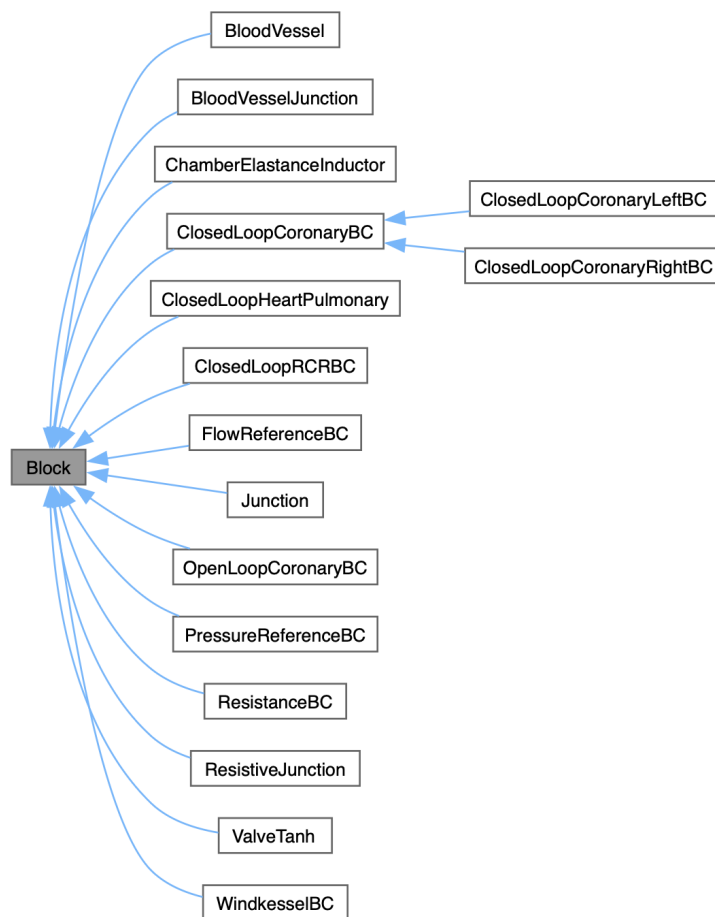 BloodVessel
BloodVesselJunction
ChamberElastanceInductor
ClosedLoopCoronaryBC
ClosedLoopCoronaryLeftBC
ClosedLoopCoronaryRightBC
ClosedLoopHeartPulmonary
ClosedLoopRCRBC
FlowReferenceBC
Block
Junction
OpenLoopCoronaryBC
PressureReferenceBC
ResistanceBC
ResistiveJunction
ValveTanh
WindkesselBC